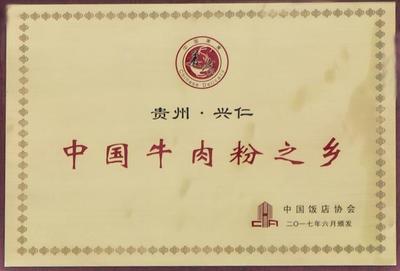 贵州·兴仁
中国牛肉粉之乡
中国饭店协会
二〇一七年六月颁发